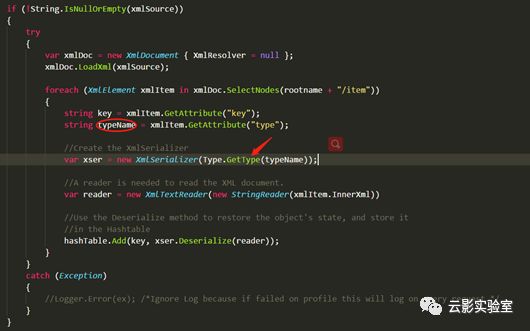 if (!String.IsNullOrEmpty(xmlSource))
{
try
{
var xmlDoc = new XmlDocument { XmlResolver = null };
xmlDoc.LoadXml(xmlSource);
foreach (XmlElement xmlItem in xmlDoc.SelectNodes(rootname + "/item"))
{
string key = xmlItem.GetAttribute("key");
string typeName = xmlItem.GetAttribute("type");
//Create the XmlSerializer
var xser = new XmlSerializer(Type.GetType(typeName));
//A reader is needed to read the XML document.
var reader = new XmlTextReader(new StringReader(xmlItem.InnerXml))
//Use the Deserialize method to restore the object's state, and store it
//in the Hashtable
hashTable.Add(key, xser.Deserialize(reader));
}
}
catch (Exception)
{
//Logger.Error(ex); /*Ignore Log because if failed on profile this will log on
}
}
云影实验室